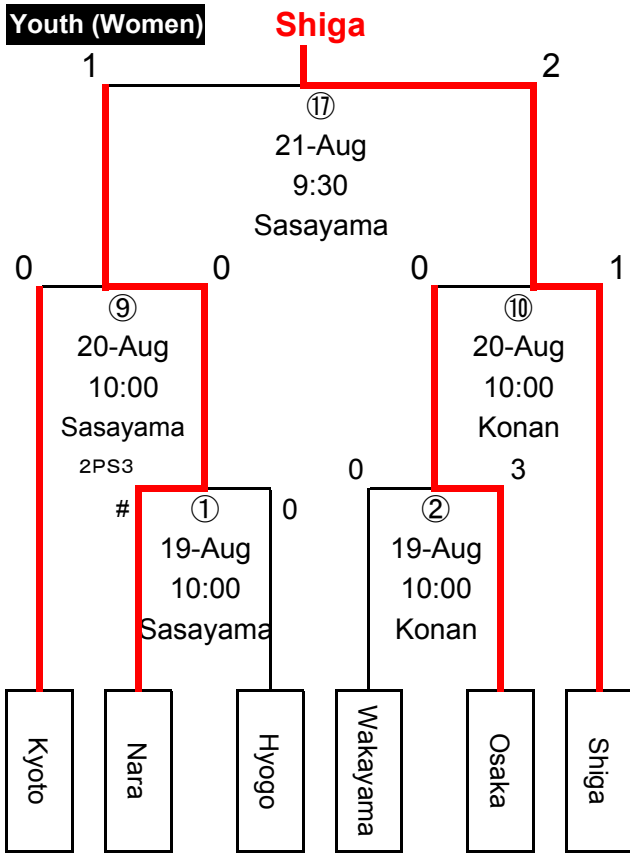 Youth (Women)
Shiga
1
2
⑰
21-Aug
9:30
Sasayama
0
0
0
1
⑨
20-Aug
10:00
Sasayama
2PS3
⑩
20-Aug
10:00
Konan
#
0
0
3
①
19-Aug
10:00
Sasayama
②
19-Aug
10:00
Konan
Kyoto
Nara
Hyogo
Wakayama
Osaka
Shiga